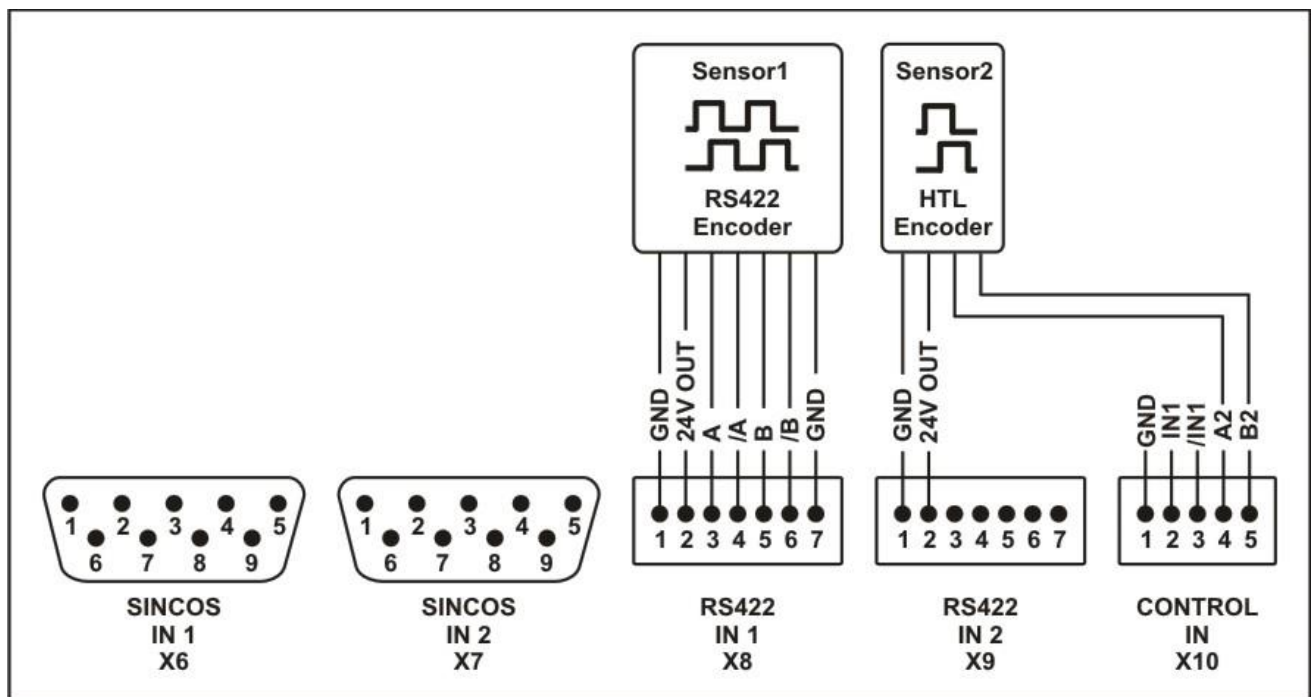 Sensor1
RS422
Encoder
Sensor2
HTL
Encoder
GND
24V OUT
A
/A
B
/B
GND
GND
24V OUT
GND
IN1
/IN1
A2
B2
1 2 3 4 5
6 7 8 9
SINCOS
IN 1
X6
1 2 3 4 5
6 7 8 9
SINCOS
IN 2
X7
1 2 3 4 5 6 7
RS422
IN 1
X8
1 2 3 4 5 6 7
RS422
IN 2
X9
1 2 3 4 5
CONTROL
IN
X10